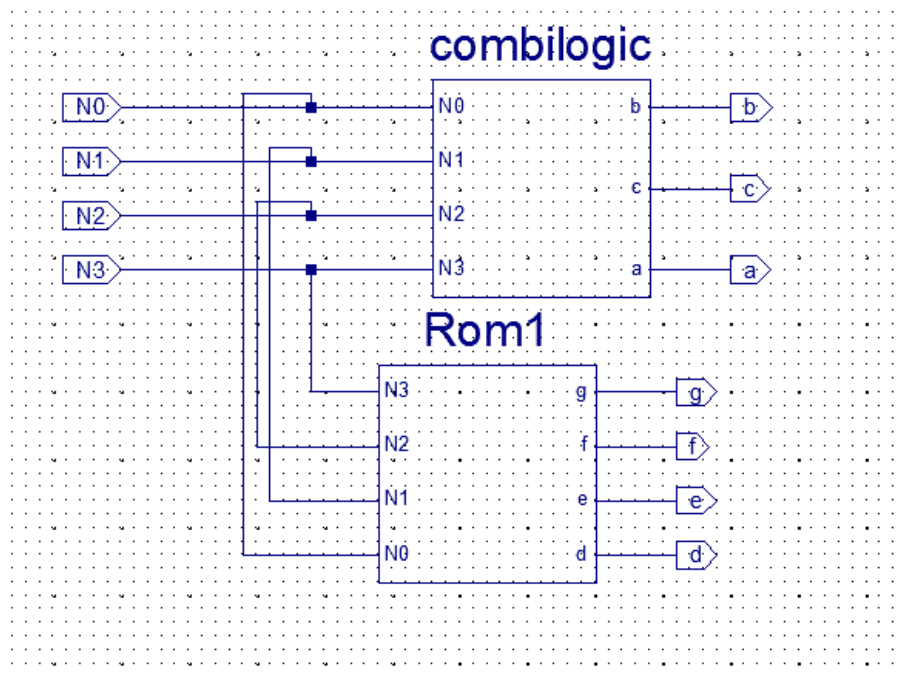 combilogic
N0 N0 b b
N1 N1
c c
N2 N2
N3 N3 a a
Rom1
N3 g g
N2 f f
N1 e e
N0 d d